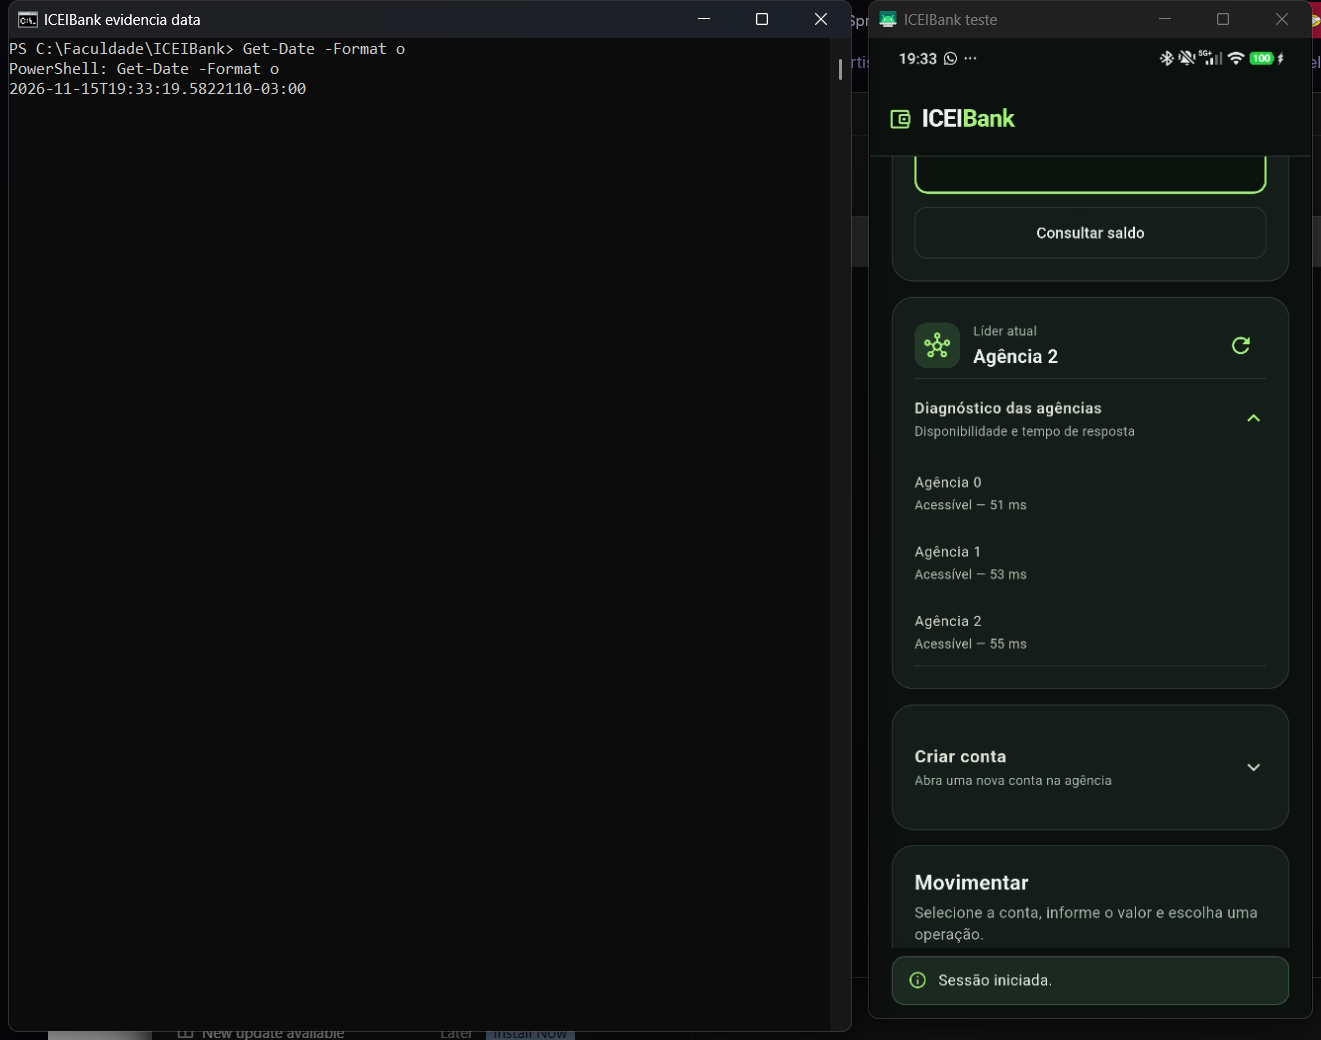 ICEIBank evidencia data
PS C:\Faculdade\ICEIBank> Get-Date -Format o
PowerShell: Get-Date -Format o
2026-11-15T19:33:19.5822110-03:00
ICEIBank teste
19:33
5G+
100
ICEIBank
Consultar saldo
Líder atual
Agência 2
Diagnóstico das agências
Disponibilidade e tempo de resposta
Agência 0
Acessível — 51 ms
Agência 1
Acessível — 53 ms
Agência 2
Acessível — 55 ms
Criar conta
Abra uma nova conta na agência
Movimentar
Selecione a conta, informe o valor e escolha uma
operação.
Sessão iniciada.
New update available
Later
Install Now